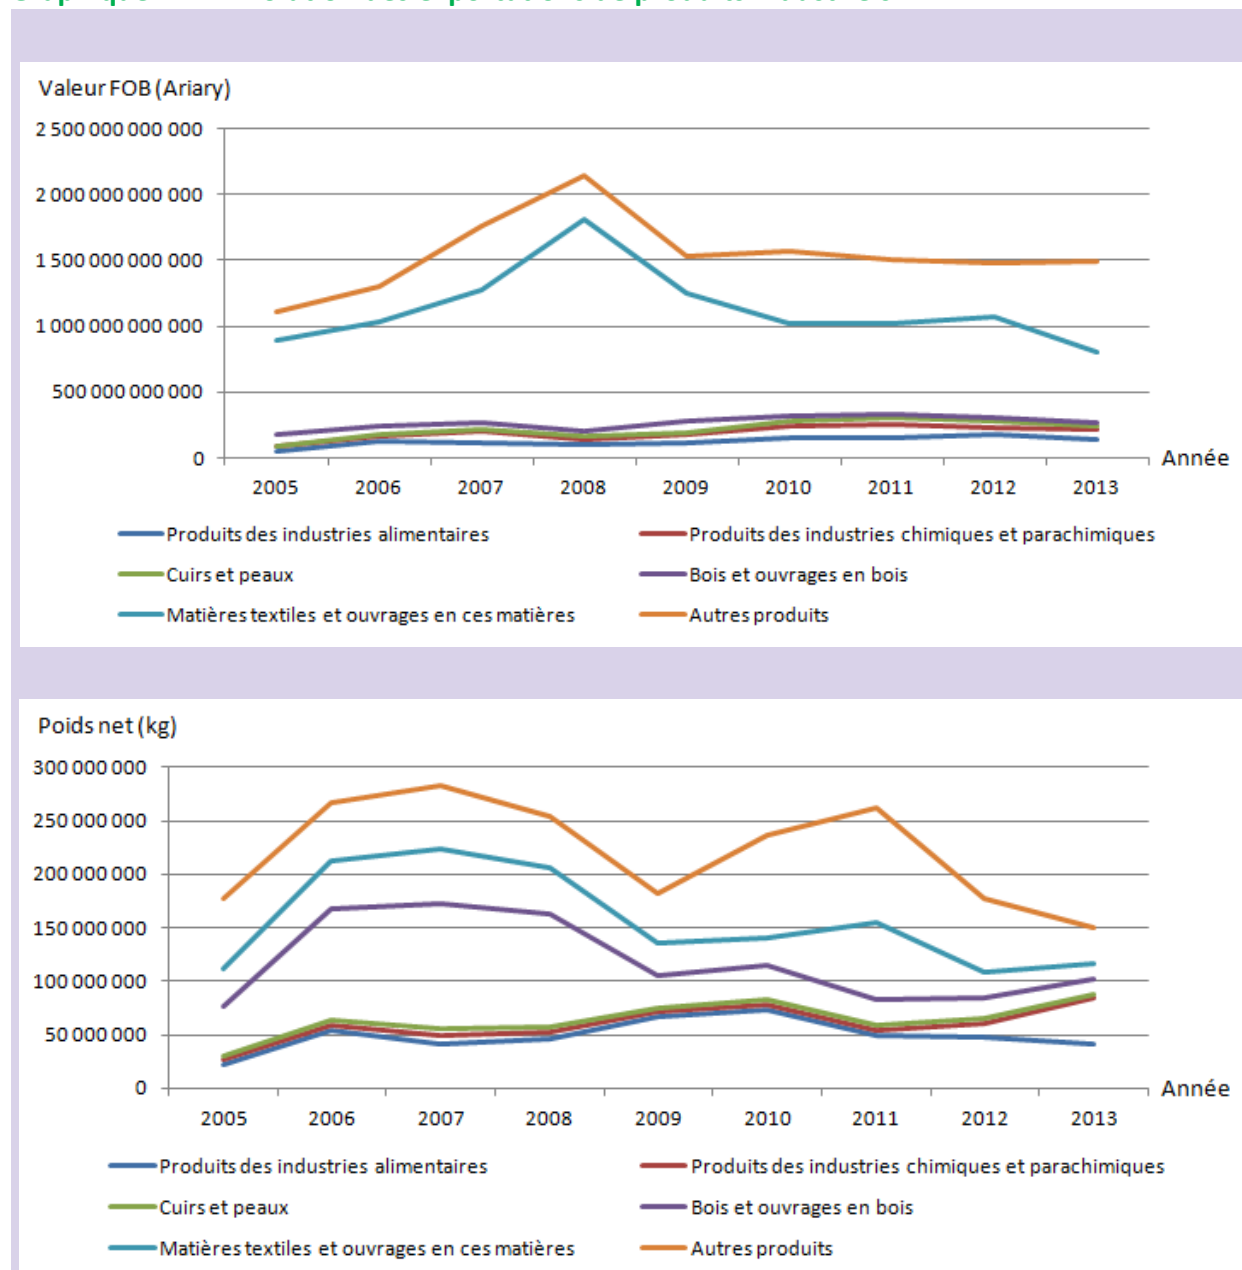 Valeur FOB (Ariary)
2 500 000 000 000
2 000 000 000 000
1 500 000 000 000
1 000 000 000 000
500 000 000 000
0
Année
2005 2006 2007 2008 2009 2010 2011 2012 2013
Produits des industries alimentaires Produits des industries chimiques et parachimiques
Cuirs et peaux Bois et ouvrages en bois
Matières textiles et ouvrages en ces matières Autres produits
Poids net (kg)
300 000 000
250 000 000
200 000 000
150 000 000
100 000 000
50 000 000
0
Année
2005 2006 2007 2008 2009 2010 2011 2012 2013
Produits des industries alimentaires Produits des industries chimiques et parachimiques
Cuirs et peaux Bois et ouvrages en bois
Matières textiles et ouvrages en ces matières Autres produits